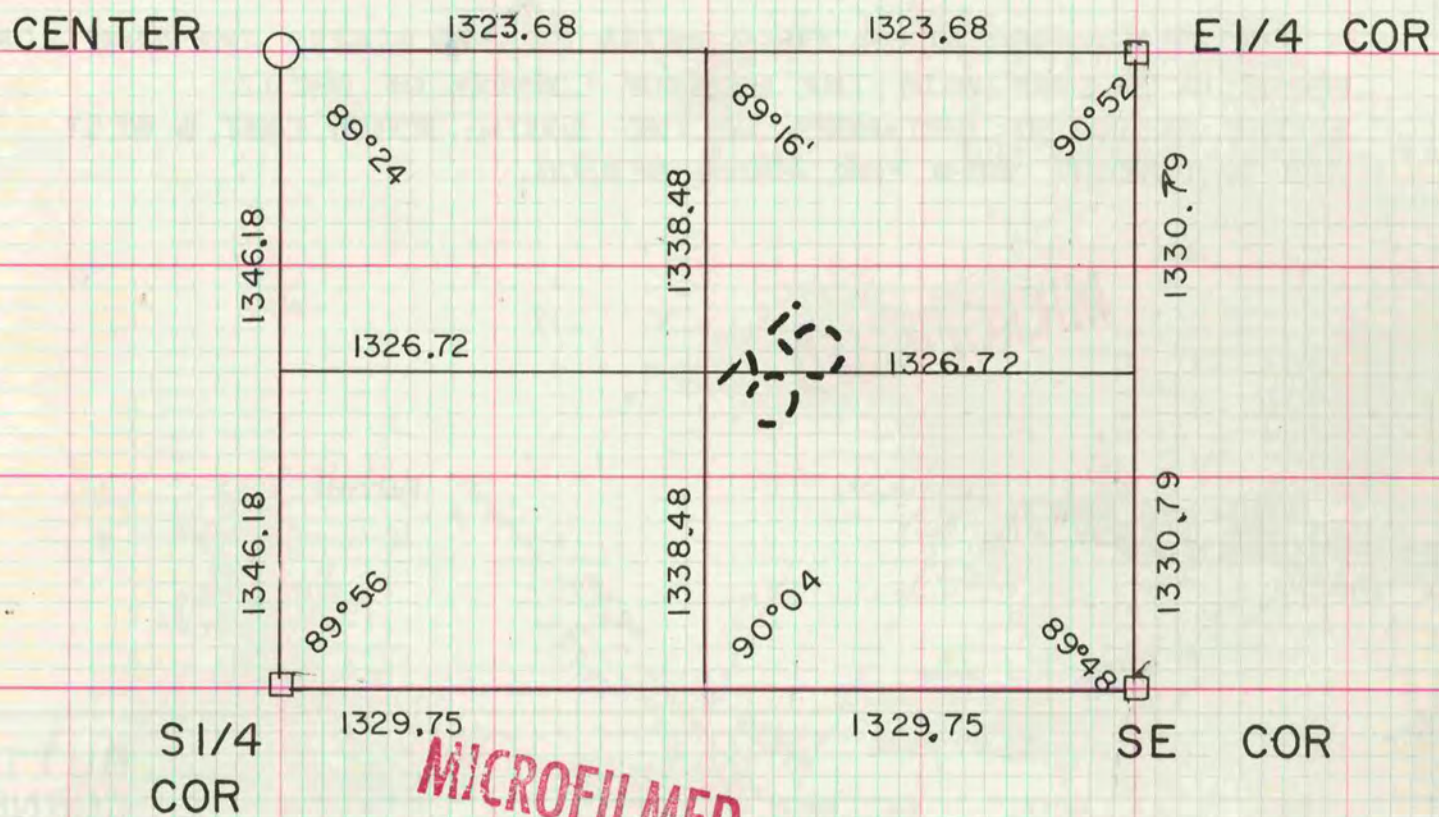 CENTER 1323.68 1323.68 E1/4 COR
89°24 89°16' 90°52
1346.18 1338.48 1330.79
1326.72 1326.72
1346.18 1338.48 1330.79
89°56 90°04 89°48
S1/4 1329.75 1329.75 SE COR
COR
MICROFILMED